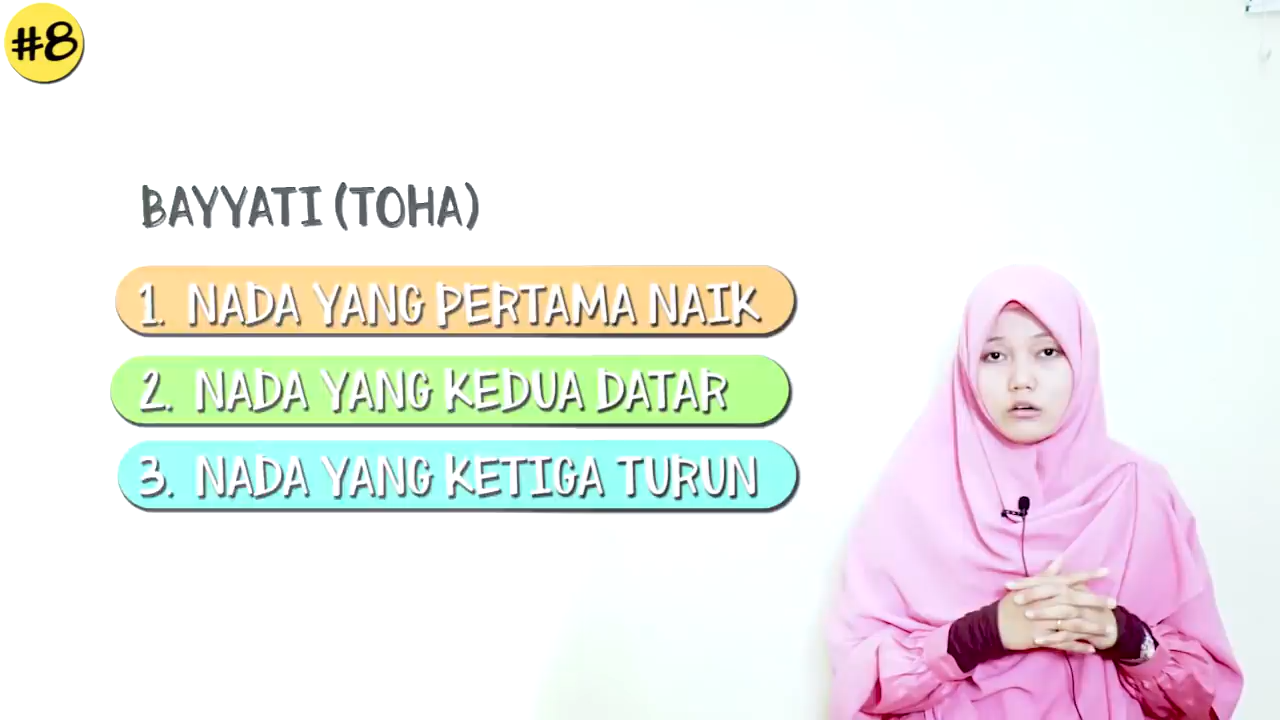 #8
BAYYATI (TOHA)
1. NADA YANG PERTAMA NAIK
2. NADA YANG KEDUA DATAR
3. NADA YANG KETIGA TURUN